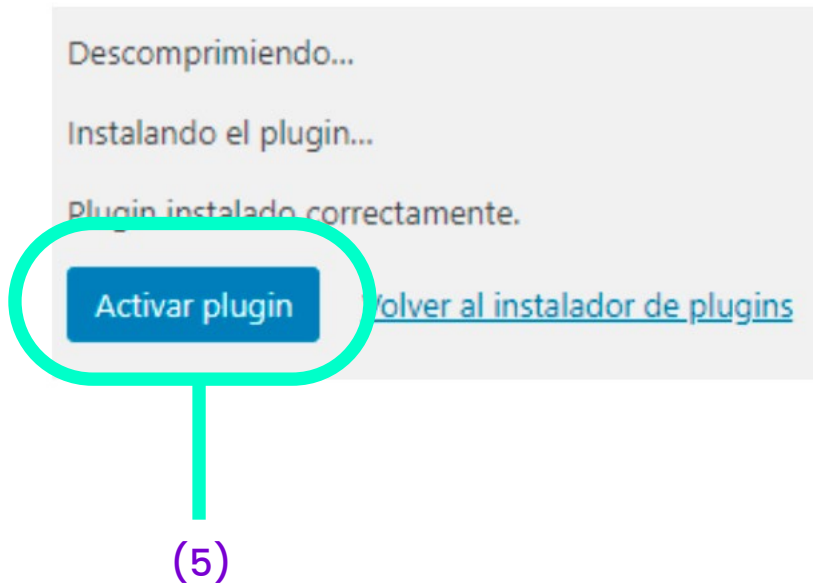 Descomprimiendo...
Instalando el plugin...
Plugin instalado correctamente.
Activar plugin Volver al instalador de plugins
(5)